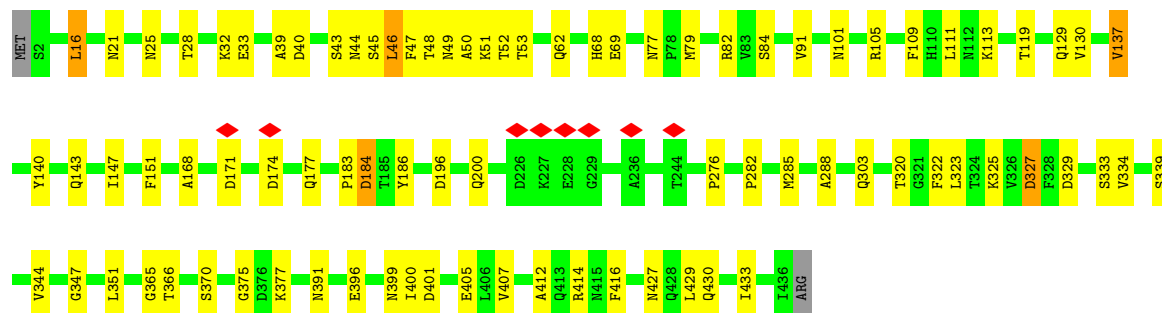 MET S2 L16 N21 N25 T28 K32 E33 A39 D40 S43 N44 S45 L46 F47 T48 N49 A50 K51 T52 T53 Q62 H68 E69 N77 P78 M79 R82 V83 S84 V91 N101 R105 F109 H110 L111 N112 K113 T119 Q129 V130 V137
Y140 Q143 I147 F151 A168 D171 D174 Q177 P183 D184 T185 Y186 D196 Q200 D226 K227 E228 G229 A236 T244 P276 P282 M285 A288 Q303 T320 G321 F322 L323 T324 K325 V326 D327 F328 D329 S333 V334 S339
V344 G347 L351 G365 T366 S370 G375 D376 K377 N391 E396 N399 I400 D401 E405 L406 V407 A412 Q413 R414 N415 F416 N427 Q428 L429 Q430 I433 I436 ARG